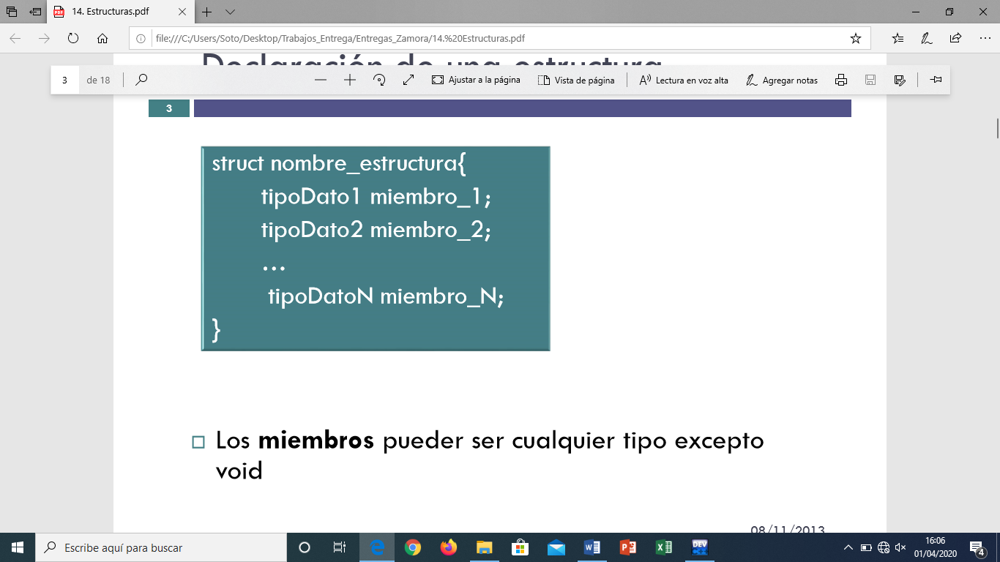 14. Estructuras.pdf
file:///C:/Users/Soto/Desktop/Trabajos_Entrega/Entregas_Zamora/14.%20Estructuras.pdf
Declaración de una estructura
3 de 18 Ajustar a la página Vista de página Lectura en voz alta Agregar notas
3
struct nombre_estructura{
tipoDato1 miembro_1;
tipoDato2 miembro_2;
...
tipoDatoN miembro_N;
}
Los miembros pueder ser cualquier tipo excepto
void
08/11/2013
Escribe aquí para buscar
DEV
16:06
01/04/2020
4